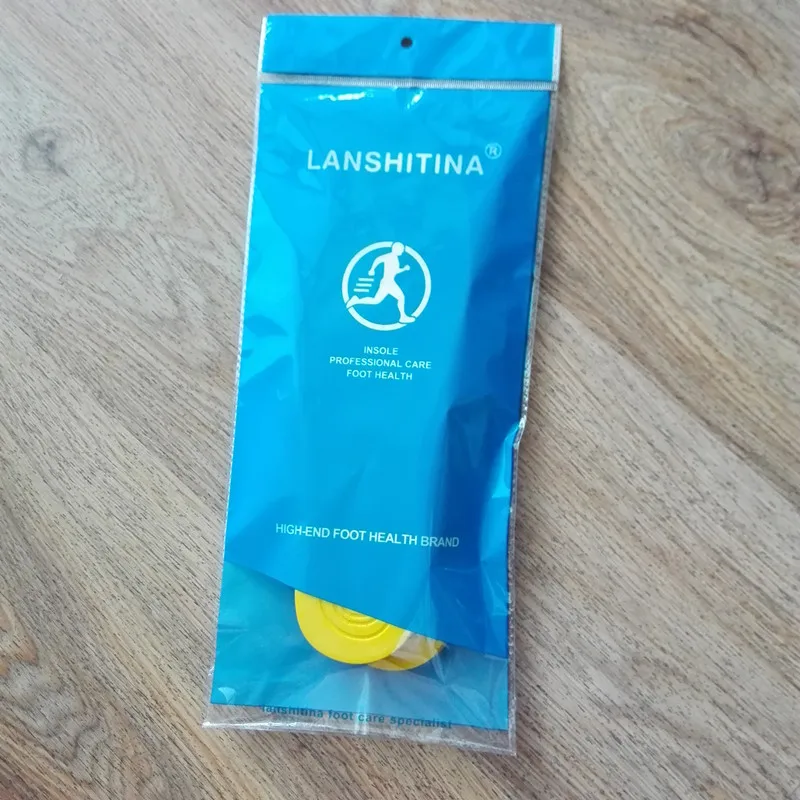 LANSHITINA®
INSOLE
PROFESSIONAL CARE
FOOT HEALTH
HIGH-END FOOT HEALTH BRAND
lanshitina foot care specialist